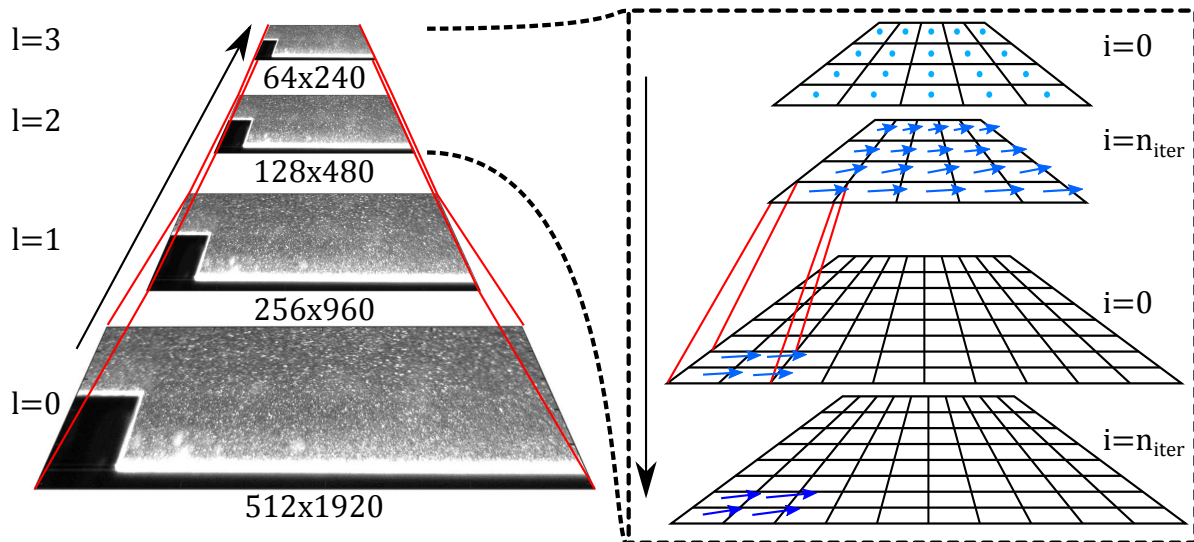 l=3
64x240
l=2
128x480
l=1
256x960
l=0
512x1920
i=0
i=n_iter
i=0
i=n_iter